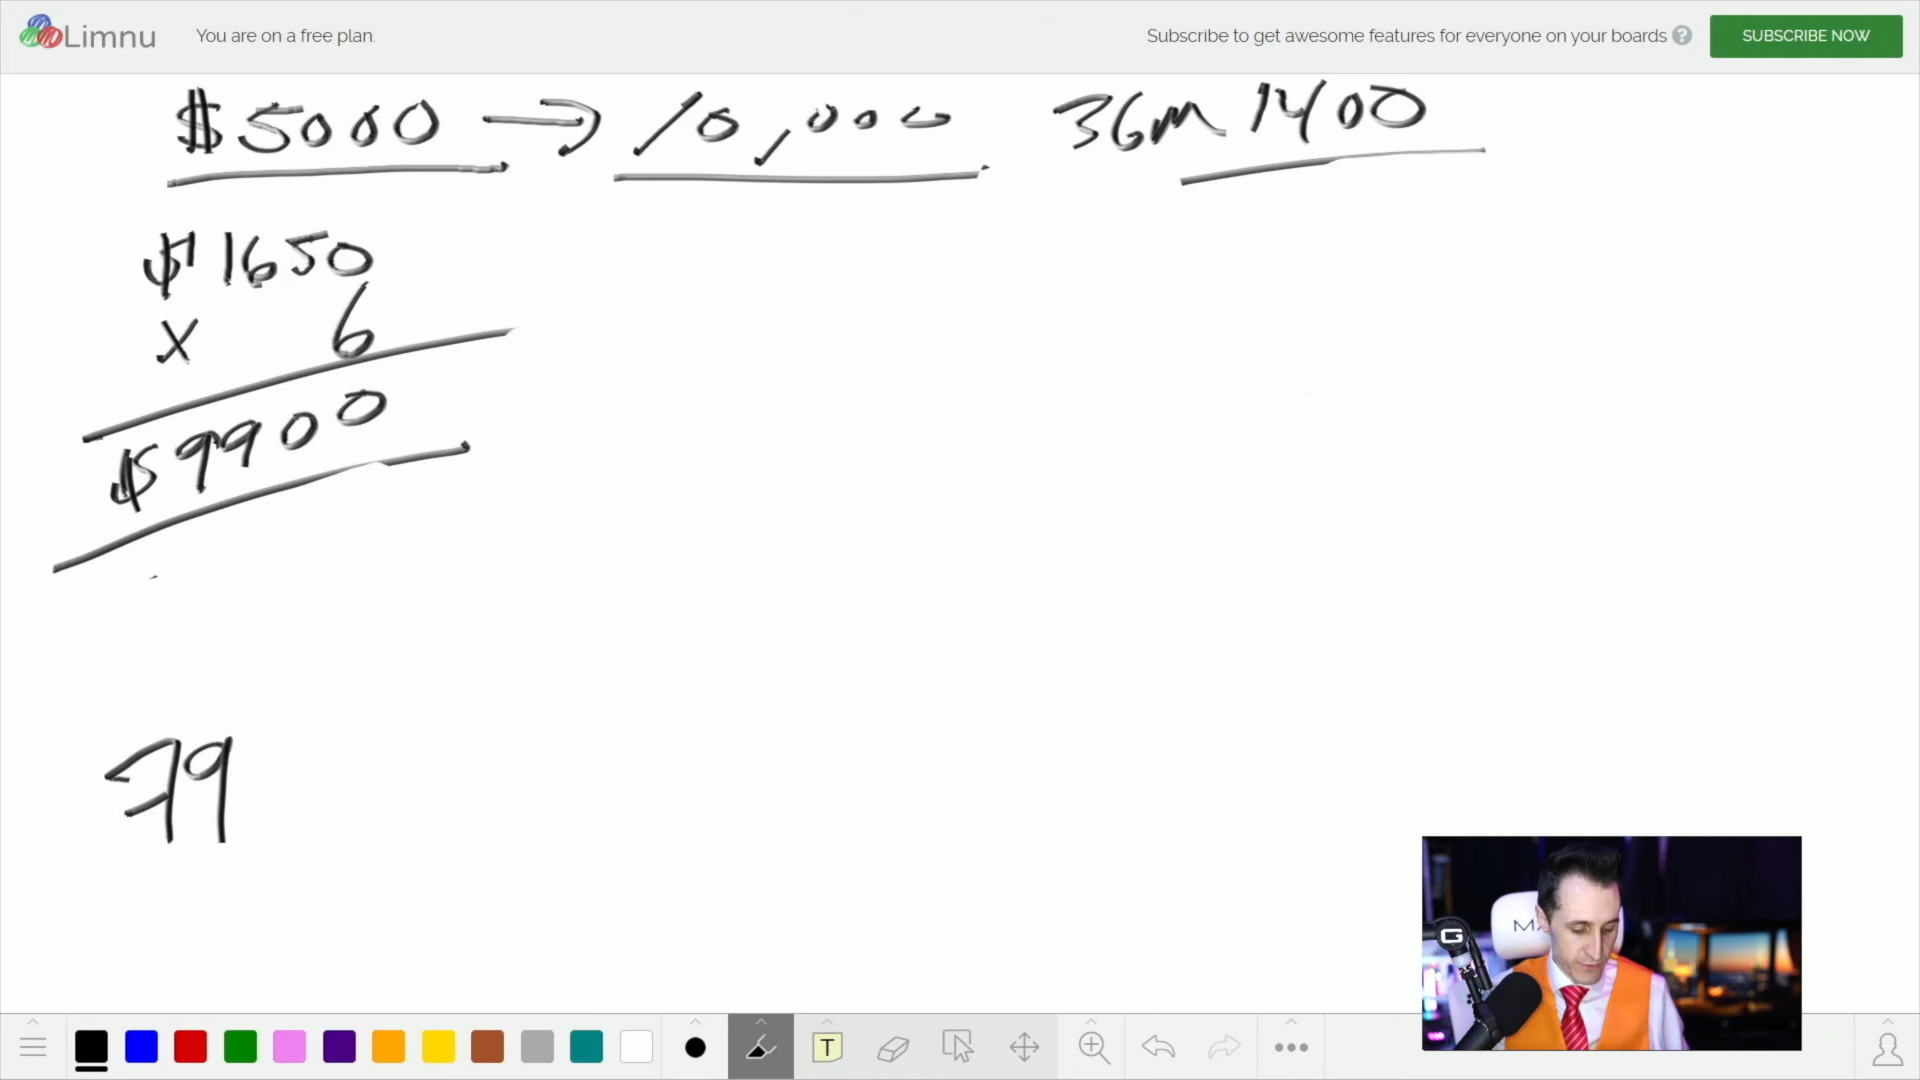 Limnu You are on a free plan. Subscribe to get awesome features for everyone on your boards ? SUBSCRIBE NOW
$5000 → 10,000 36m 1400
$1650
x 6
$9900
79
G
T